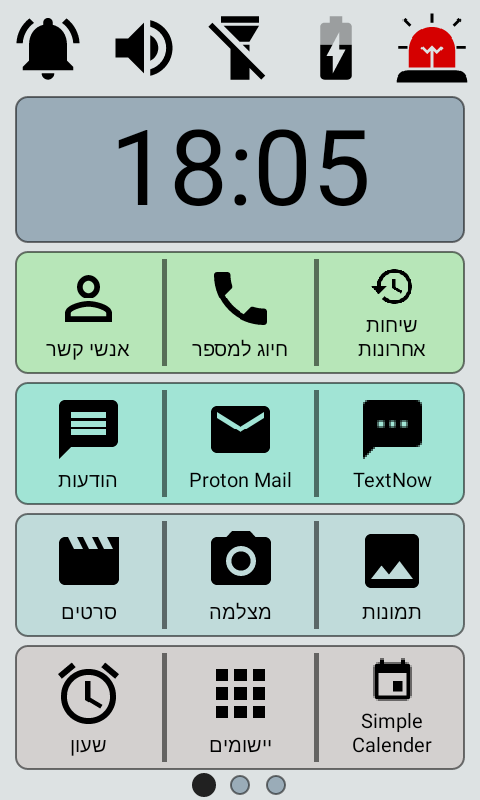 18:05
אנשי קשר
חיוג למספר
שיחות
אחרונות
הודעות
Proton Mail
TextNow
סרטים
מצלמה
תמונות
שעון
יישומים
Simple
Calender